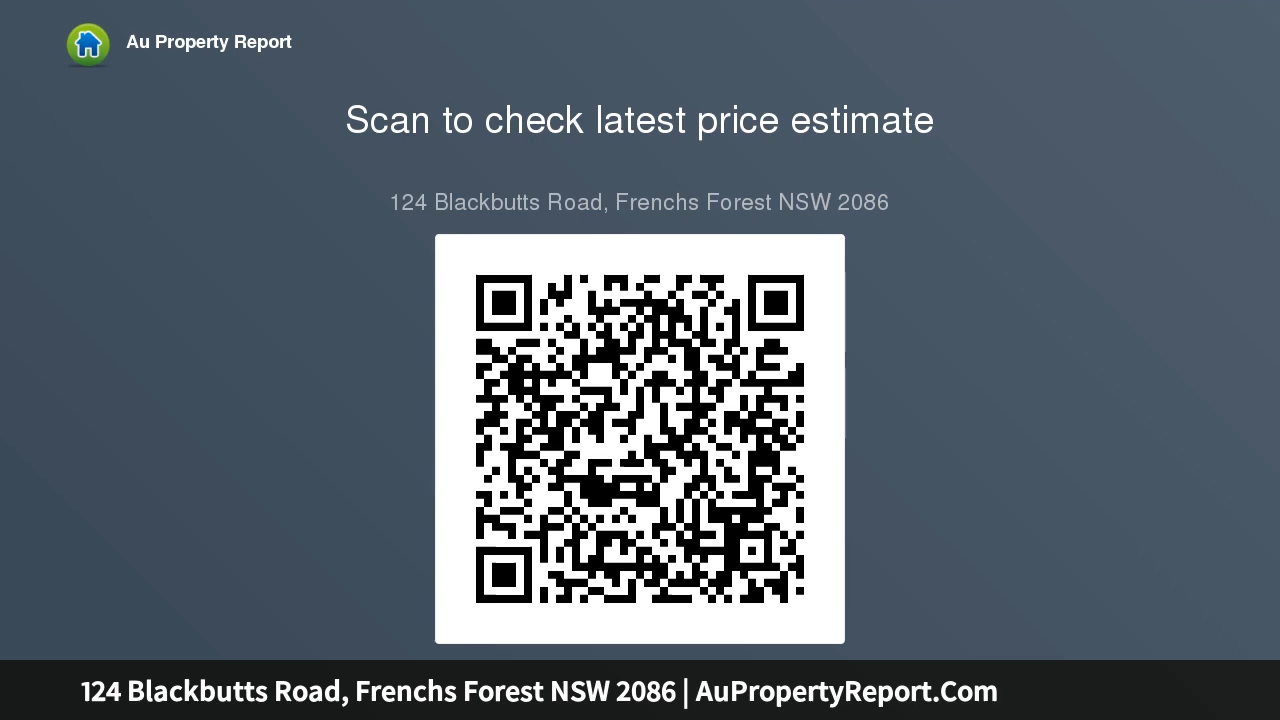 Au Property Report
Scan to check latest price estimate
124 Blackbutts Road, Frenchs Forest NSW 2086
124 Blackbutts Road, Frenchs Forest NSW 2086 | AuPropertyReport.Com